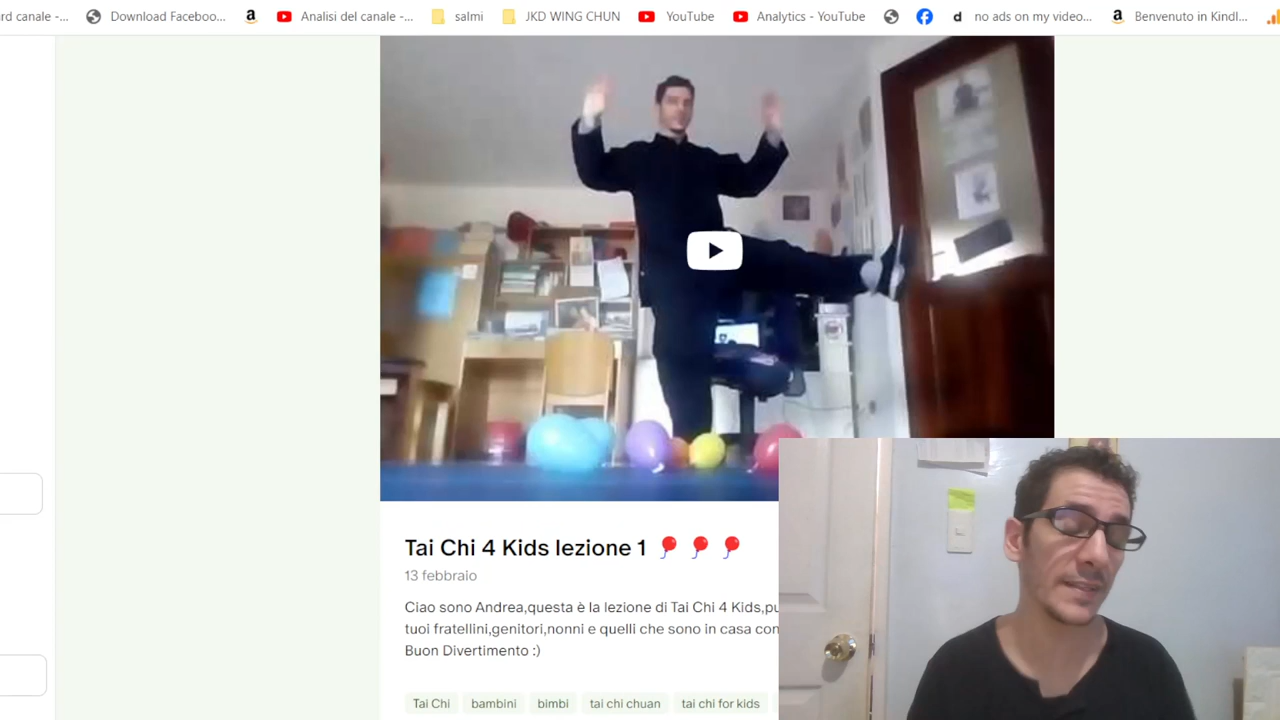 rd canale -...
Download Faceboo...
Analisi del canale -...
salmi
JKD WING CHUN
YouTube
Analytics - YouTube
no ads on my video...
Benvenuto in Kindl...
Tai Chi 4 Kids lezione 1 🎈 🎈 🎈
13 febbraio
Ciao sono Andrea,questa è la lezione di Tai Chi 4 Kids,pu
tuoi fratellini,genitori,nonni e quelli che sono in casa con
Buon Divertimento :)
Tai Chi
bambini
bimbi
tai chi chuan
tai chi for kids